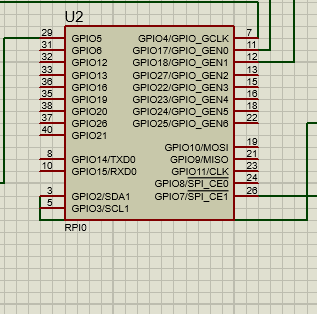 U2
29 GPIO5 GPIO4/GPIO_GCLK 7
31 GPIO6 GPIO17/GPIO_GEN0 11
32 GPIO12 GPIO18/GPIO_GEN1 12
33 GPIO13 GPIO27/GPIO_GEN2 13
36 GPIO16 GPIO22/GPIO_GEN3 15
35 GPIO19 GPIO23/GPIO_GEN4 16
38 GPIO20 GPIO24/GPIO_GEN5 18
37 GPIO26 GPIO25/GPIO_GEN6 22
40 GPIO21
GPIO10/MOSI 19
8 GPIO14/TXD0 GPIO9/MISO 21
10 GPIO15/RXD0 GPIO11/CLK 23
GPIO8/SPI_CE0 24
3 GPIO2/SDA1 GPIO7/SPI_CE1 26
5 GPIO3/SCL1
RPI0